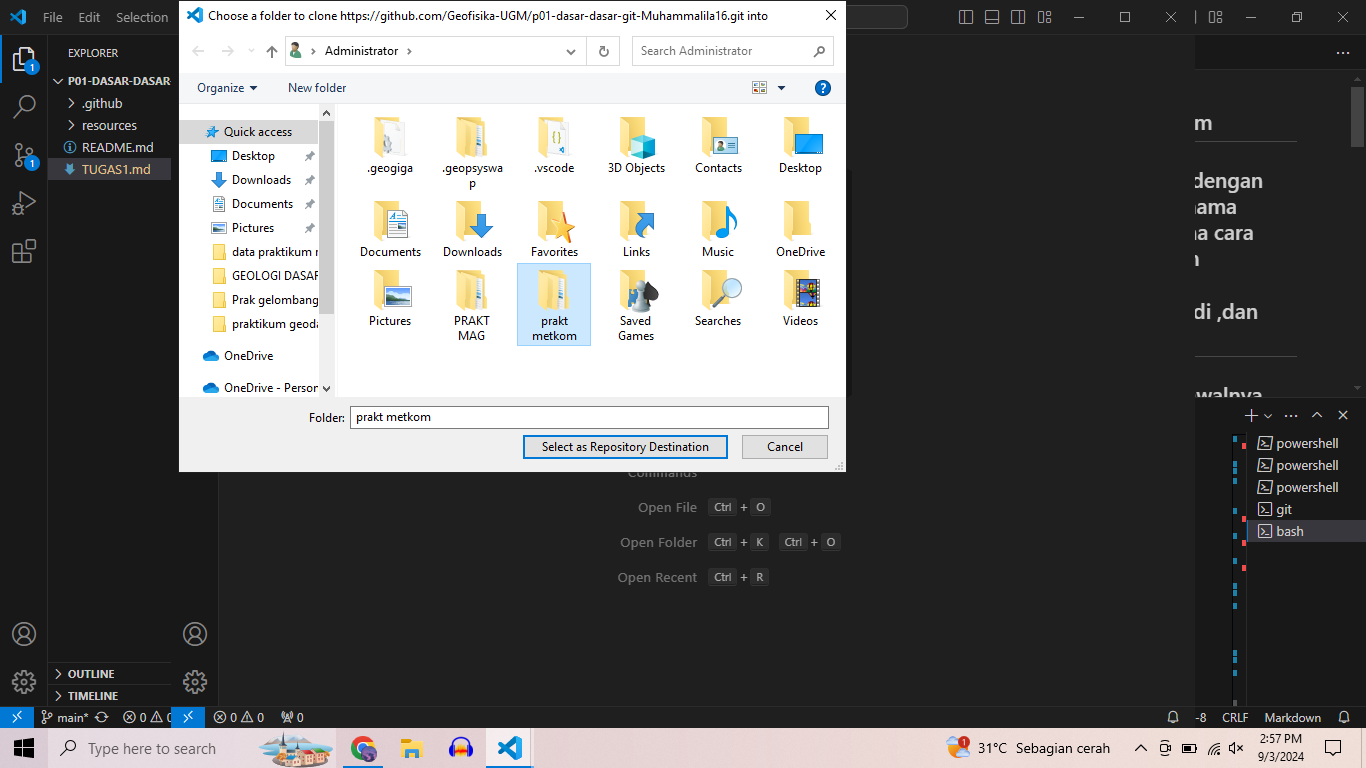 File Edit Selection
Choose a folder to clone https://github.com/Geofisika-UGM/p01-dasar-dasar-git-Muhammalila16.git into
Administrator
Search Administrator
Organize
New folder
EXPLORER
P01-DASAR-DASAR
.github
resources
README.md
TUGAS1.md
1
1
Quick access
Desktop
Downloads
Documents
Pictures
data praktikum
GEOLOGI DASAR
Prak gelombang
praktikum geoda
OneDrive
OneDrive - Person
.geogiga
.geopsyswap
.vscode
3D Objects
Contacts
Desktop
Documents
Downloads
Favorites
Links
Music
OneDrive
Pictures
PRAKT MAG
prakt metkom
Saved Games
Searches
Videos
Folder: prakt metkom
Select as Repository Destination
Cancel
m
dengan
cara
di ,dan
powershell
powershell
powershell
git
bash
Commands
Open File Ctrl + O
Open Folder Ctrl + K Ctrl + O
Open Recent Ctrl + R
OUTLINE
TIMELINE
main* 0 0
0 0 0
-8 CRLF Markdown
Type here to search
1
31°C Sebagian cerah
2:57 PM
9/3/2024